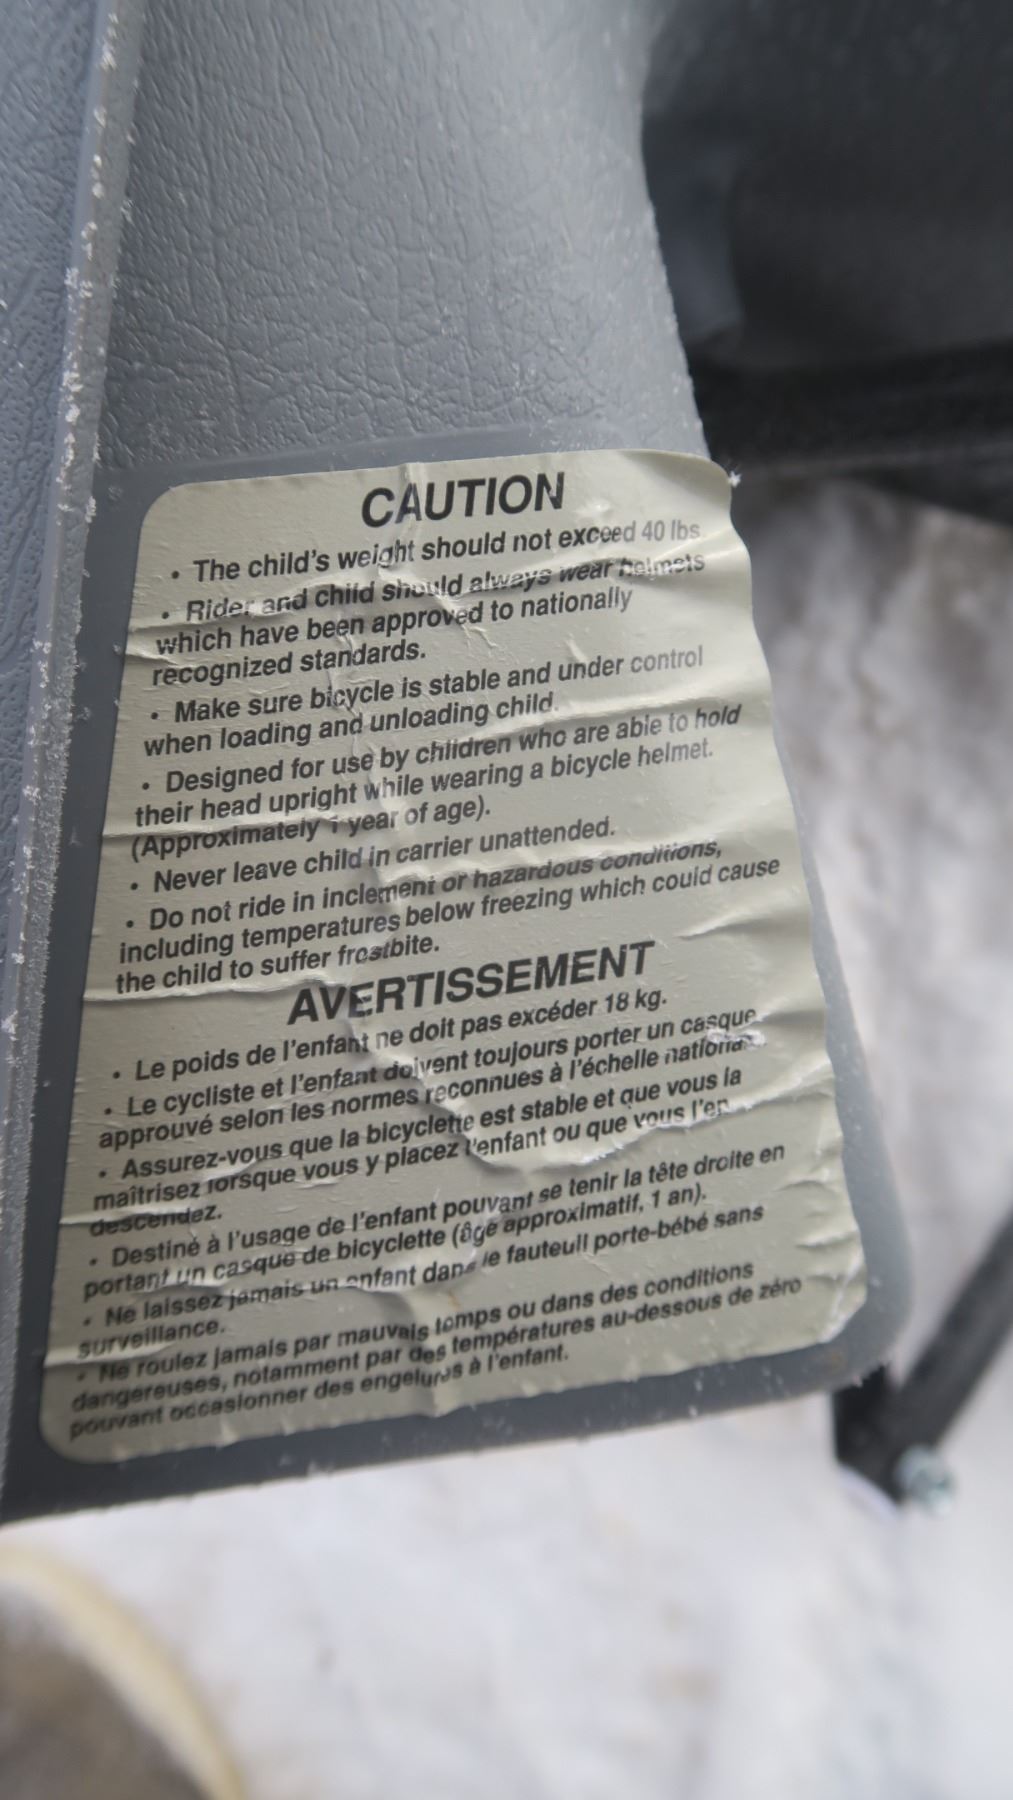 CAUTION
• The child's weight should not exceed 40 lbs.
• Rider and child should always wear helmets
which have been approved to nationally
recognized standards.
• Make sure bicycle is stable and under control
when loading and unloading child.
• Designed for use by children who are able to hold
their head upright while wearing a bicycle helmet.
(Approximately 1 year of age).
• Never leave child in carrier unattended.
• Do not ride in inclement or hazardous conditions,
including temperatures below freezing which could cause
the child to suffer frostbite.
AVERTISSEMENT
• Le poids de l'enfant ne doit pas excéder 18 kg.
• Le cycliste et l'enfant doivent toujours porter un casque
approuvé selon les normes reconnues à l'échelle nationale.
• Assurez-vous que la bicyclette est stable et que vous la
maîtrisez lorsque vous y placez l'enfant ou que vous l'en
descendez.
• Destiné à l'usage de l'enfant pouvant se tenir la tête droite en
portant un casque de bicyclette (âge approximatif, 1 an).
• Ne laissez jamais un enfant dans le fauteuil porte-bébé sans
surveillance.
• Ne roulez jamais par mauvais temps ou dans des conditions
dangereuses, notamment par des températures au-dessous de zéro
pouvant occasionner des engelures à l'enfant.